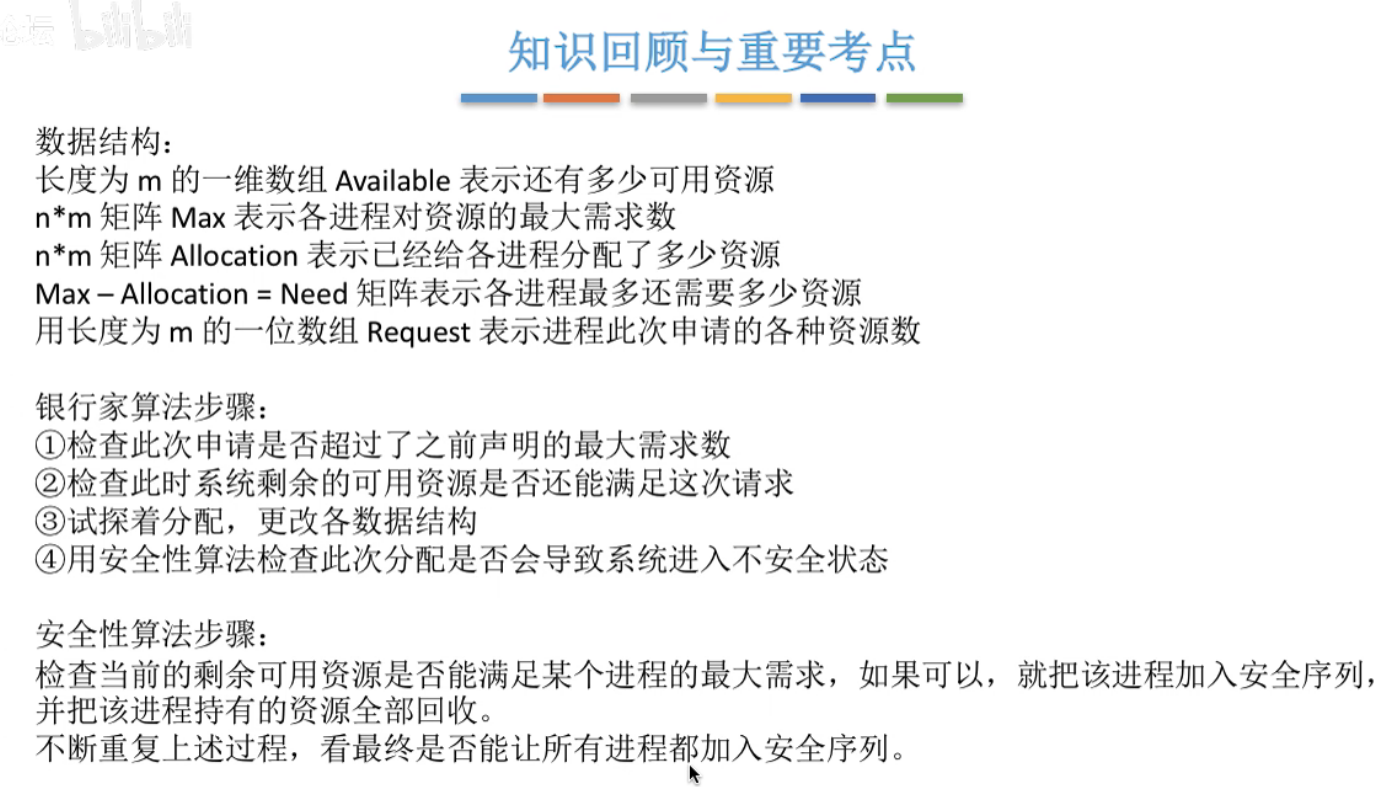 bilibili
知识回顾与重要考点
数据结构：
长度为 m 的一维数组 Available 表示还有多少可用资源
n*m 矩阵 Max 表示各进程对资源的最大需求数
n*m 矩阵 Allocation 表示已经给各进程分配了多少资源
Max – Allocation = Need 矩阵表示各进程最多还需要多少资源
用长度为 m 的一位数组 Request 表示进程此次申请的各种资源数
银行家算法步骤：
①检查此次申请是否超过了之前声明的最大需求数
②检查此时系统剩余的可用资源是否还能满足这次请求
③试探着分配，更改各数据结构
④用安全性算法检查此次分配是否会导致系统进入不安全状态
安全性算法步骤：
检查当前的剩余可用资源是否能满足某个进程的最大需求，如果可以，就把该进程加入安全序列，
并把该进程持有的资源全部回收。
不断重复上述过程，看最终是否能让所有进程都加入安全序列。